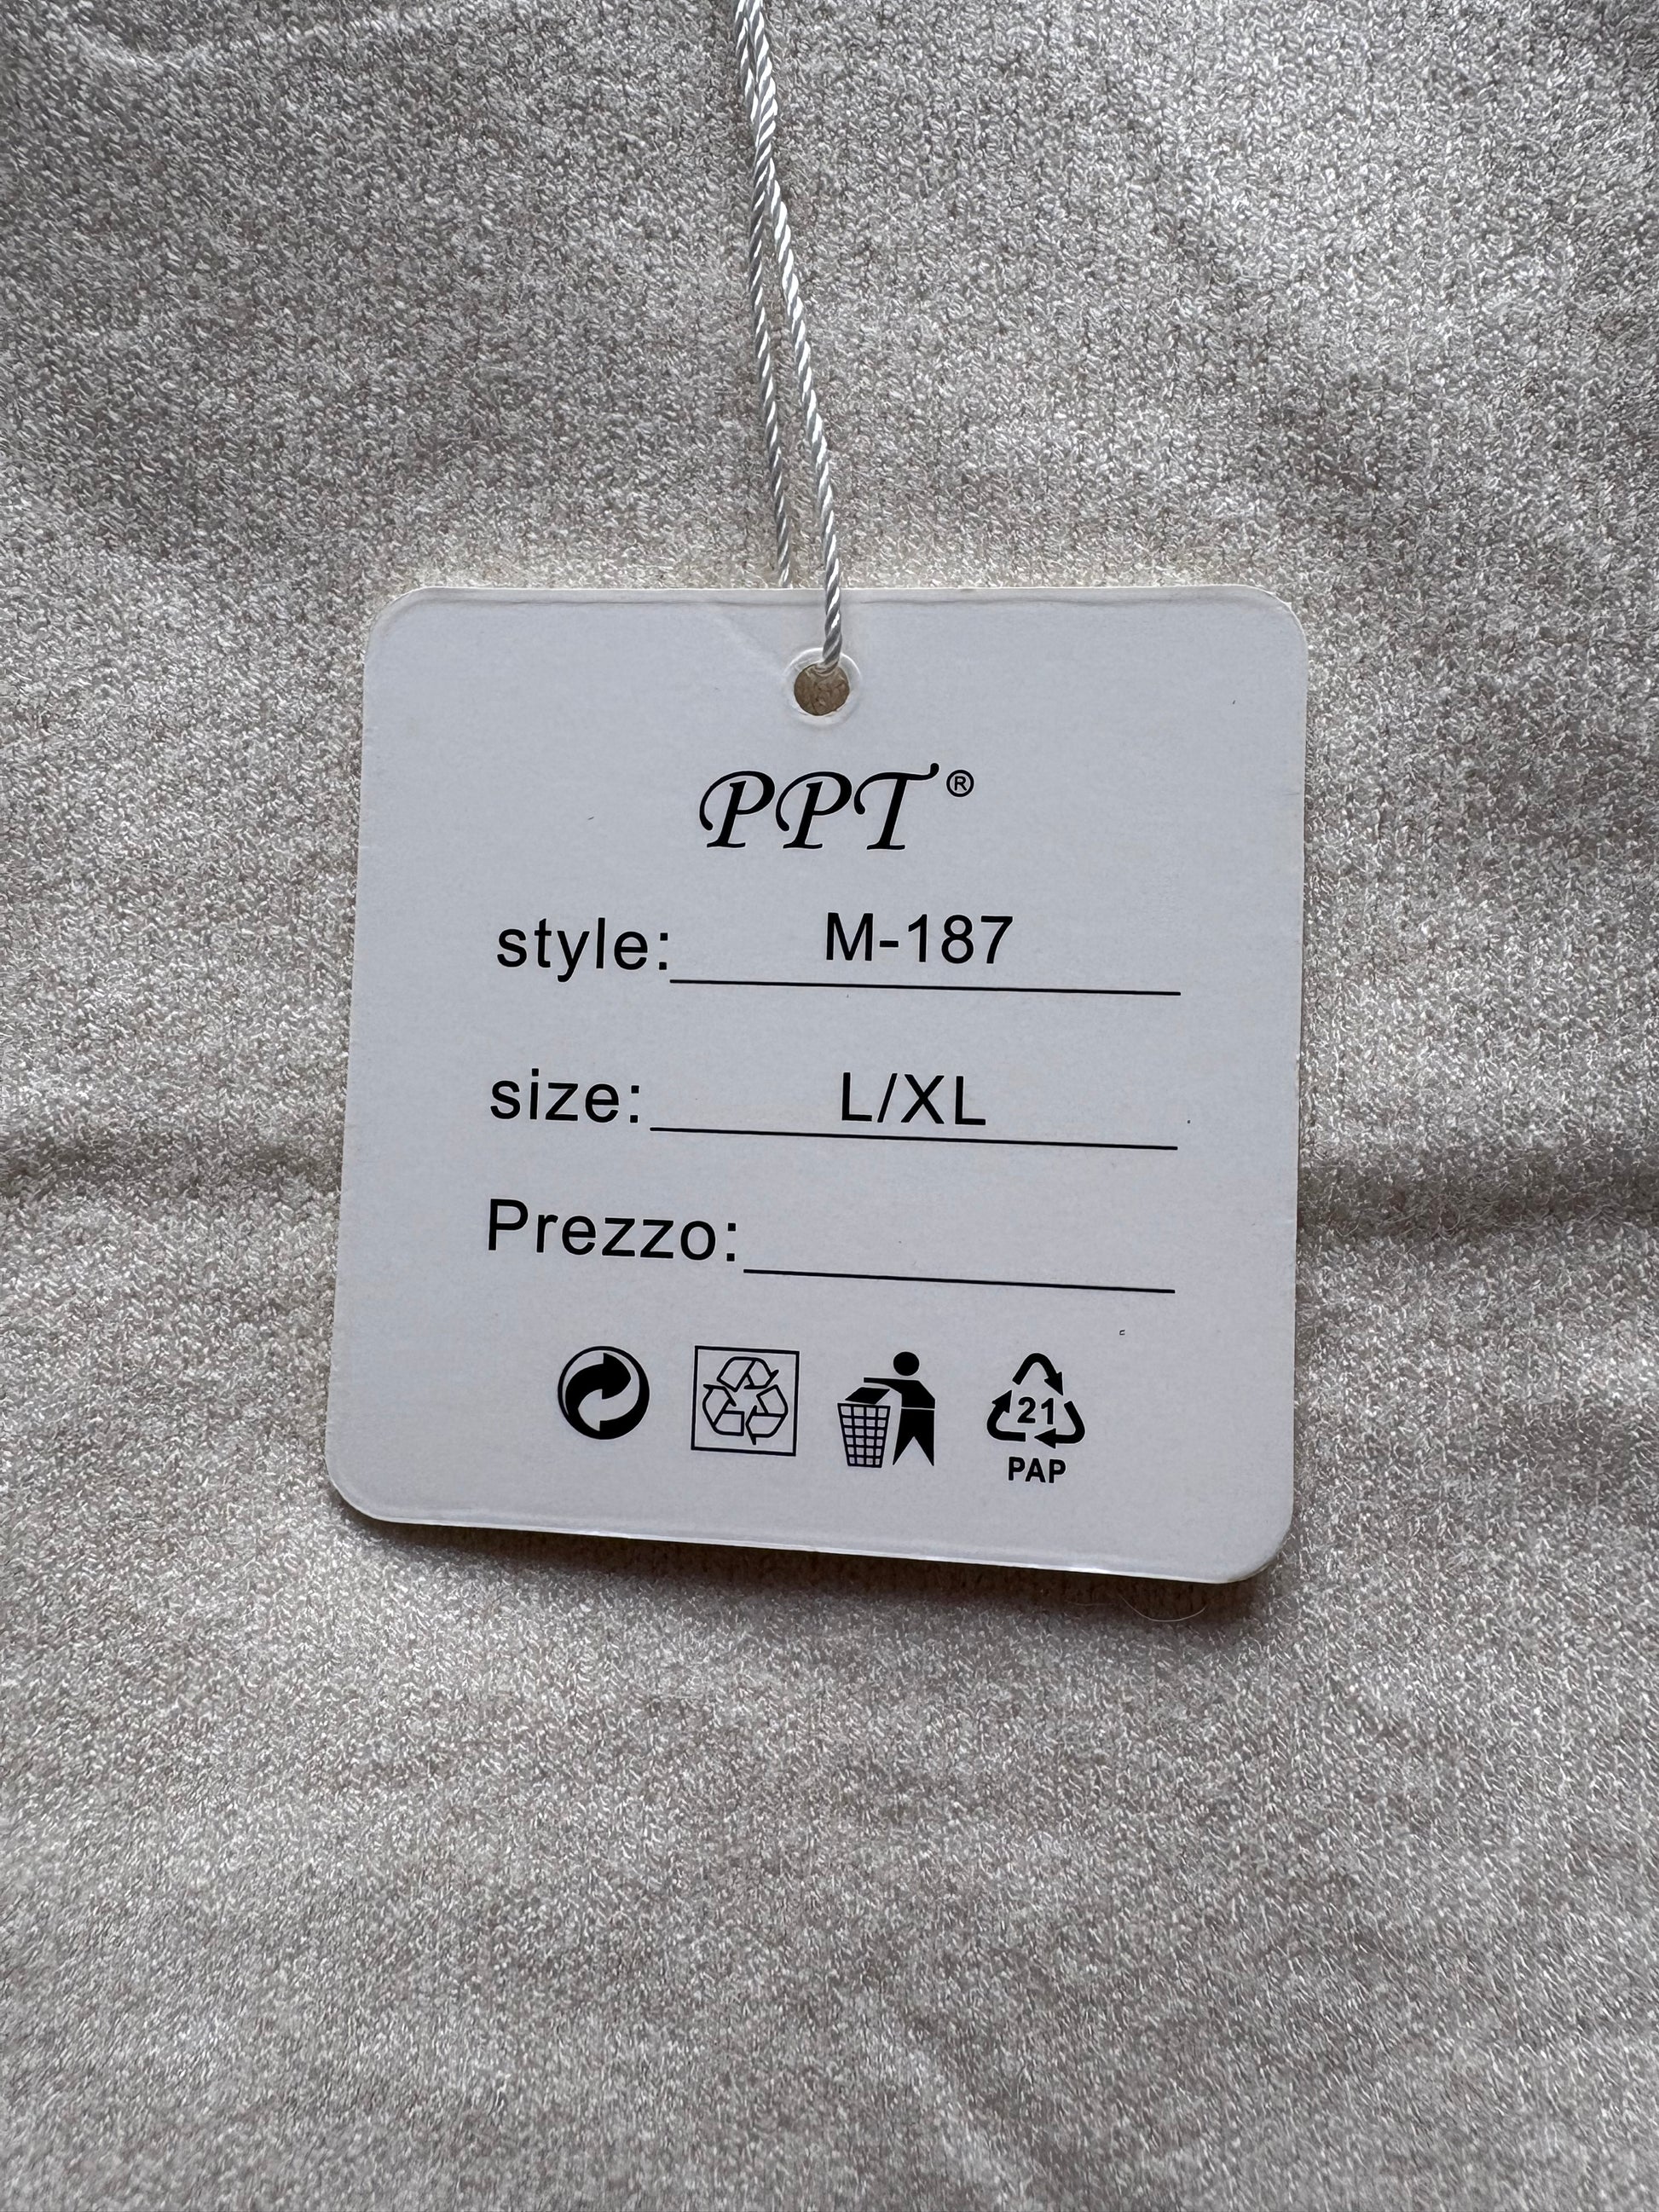 PPT®
style: M-187
size: L/XL
Prezzo:
21
PAP